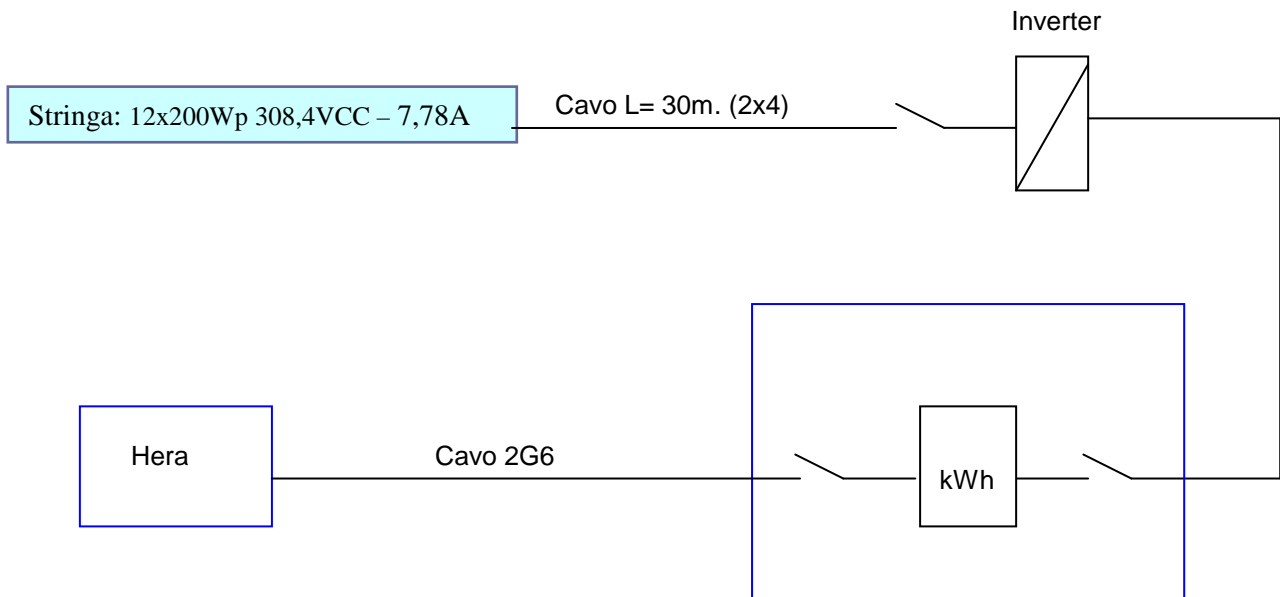 Inverter
Stringa: 12x200Wp 308,4VCC – 7,78A
Cavo L= 30m. (2x4)
Hera
Cavo 2G6
kWh